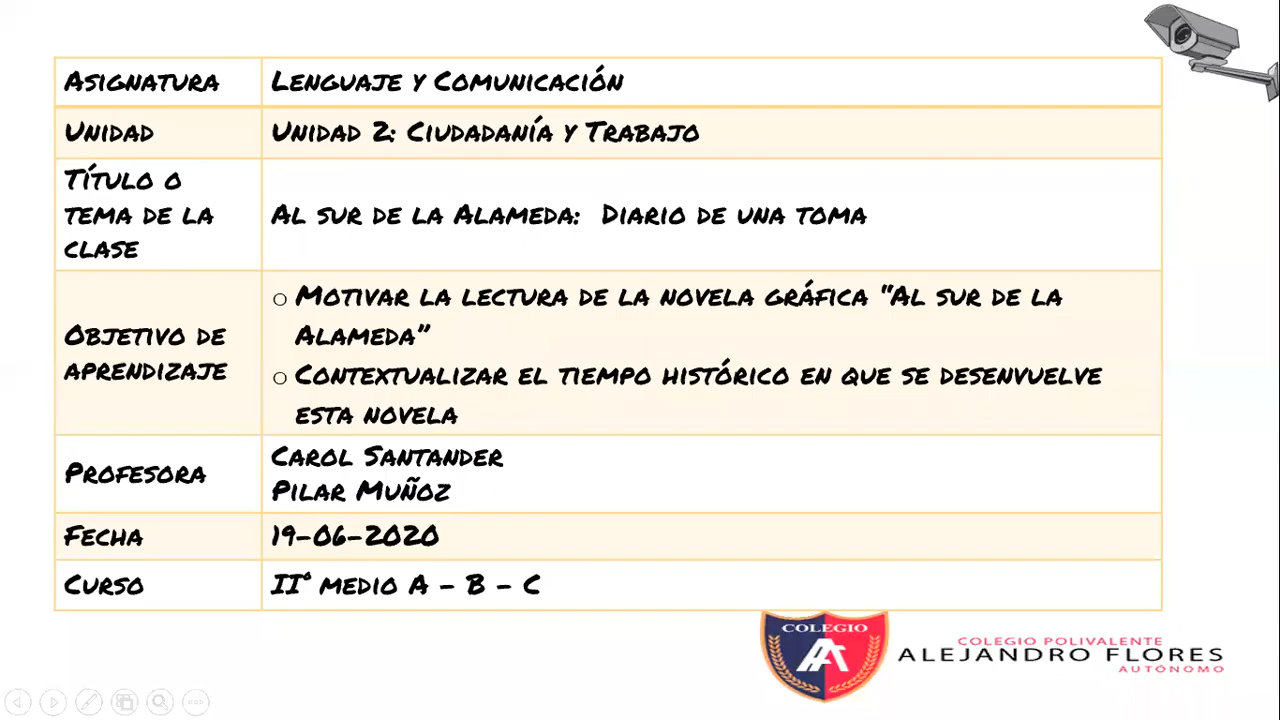 Asignatura
Lenguaje y Comunicación
Unidad
Unidad 2: Ciudadanía y Trabajo
Título o
tema de la
clase
Al sur de la Alameda: Diario de una toma
Objetivo de
aprendizaje
o Motivar la lectura de la novela gráfica "Al sur de la
Alameda"
o Contextualizar el tiempo histórico en que se desenvuelve
esta novela
Profesora
Carol Santander
Pilar Muñoz
Fecha
19-06-2020
Curso
II° medio A - B - C
COLEGIO
COLEGIO POLIVALENTE
ALEJANDRO FLORES
AUTÓNOMO